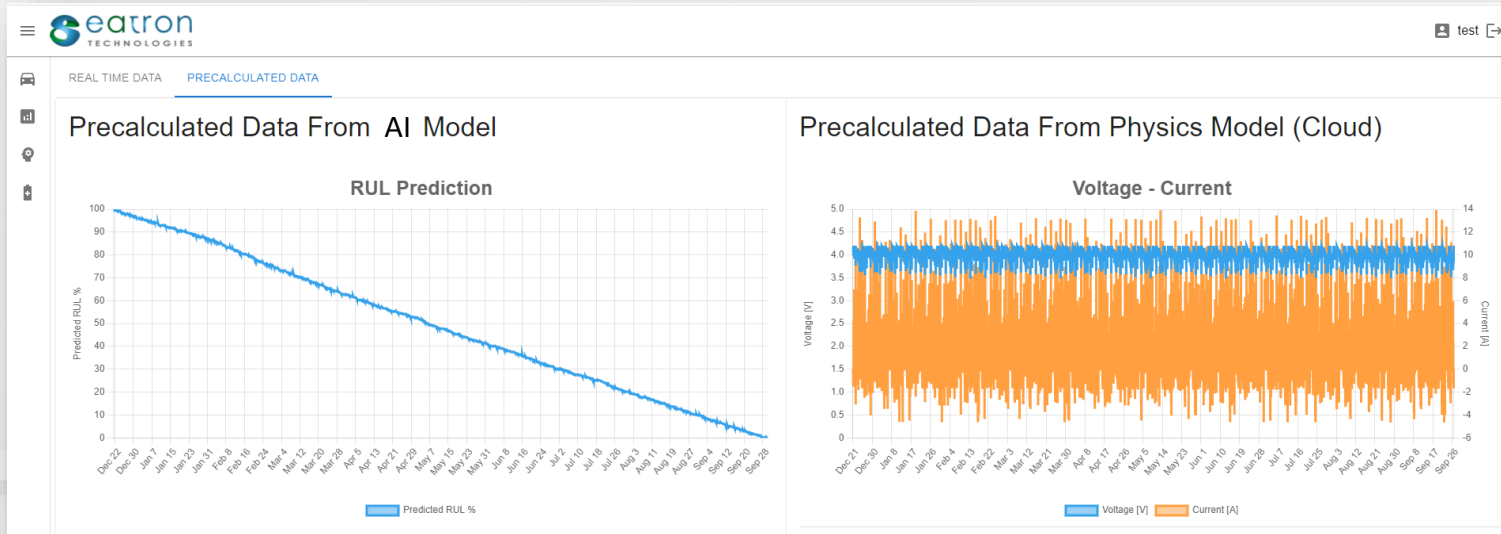 eatron
TECHNOLOGIES
test
REAL TIME DATA PRECALCULATED DATA
Precalculated Data From AI Model
RUL Prediction
Predicted RUL %
100
90
80
70
60
50
40
30
20
10
0
Dec 22 Dec 30 Jan 7 Jan 15 Jan 23 Jan 31 Feb 8 Feb 16 Feb 24 Mar 4 Mar 12 Mar 20 Mar 28 Apr 5 Apr 13 Apr 21 Apr 29 May 7 May 15 May 23 May 31 Jun 8 Jun 16 Jun 24 Jul 2 Jul 10 Jul 18 Jul 26 Aug 3 Aug 11 Aug 19 Aug 27 Sep 4 Sep 12 Sep 20 Sep 28
Predicted RUL %
Precalculated Data From Physics Model (Cloud)
Voltage - Current
Voltage [V]
5.0
4.5
4.0
3.5
3.0
2.5
2.0
1.5
1.0
0.5
0
14
12
10
8
6
4
2
0
-2
-4
-6
Current [A]
Dec 21 Dec 30 Jan 8 Jan 17 Jan 26 Feb 4 Feb 13 Feb 22 Mar 3 Mar 12 Mar 21 Mar 30 Apr 8 Apr 17 Apr 26 May 5 May 14 May 23 Jun 1 Jun 10 Jun 19 Jun 28 Jul 7 Jul 16 Jul 25 Aug 3 Aug 12 Aug 21 Aug 30 Sep 8 Sep 17 Sep 26
Voltage [V] Current [A]